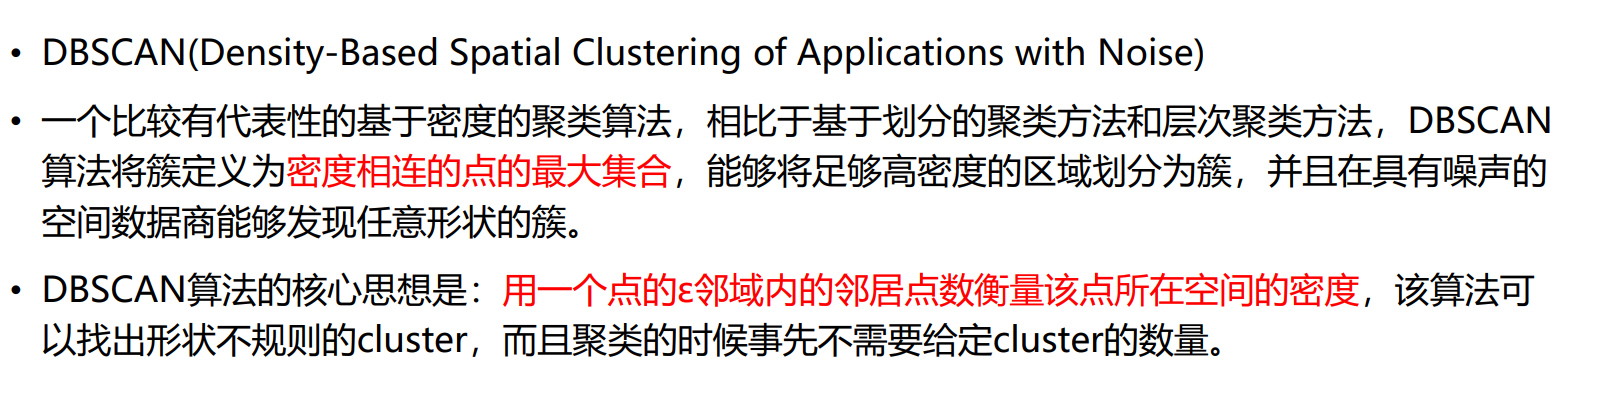 • DBSCAN(Density-Based Spatial Clustering of Applications with Noise)
• 一个比较有代表性的基于密度的聚类算法，相比于基于划分的聚类方法和层次聚类方法，DBSCAN
算法将簇定义为密度相连的点的最大集合，能够将足够高密度的区域划分为簇，并且在具有噪声的
空间数据商能够发现任意形状的簇。
• DBSCAN算法的核心思想是：用一个点的ε邻域内的邻居点数衡量该点所在空间的密度，该算法可
以找出形状不规则的cluster，而且聚类的时候事先不需要给定cluster的数量。